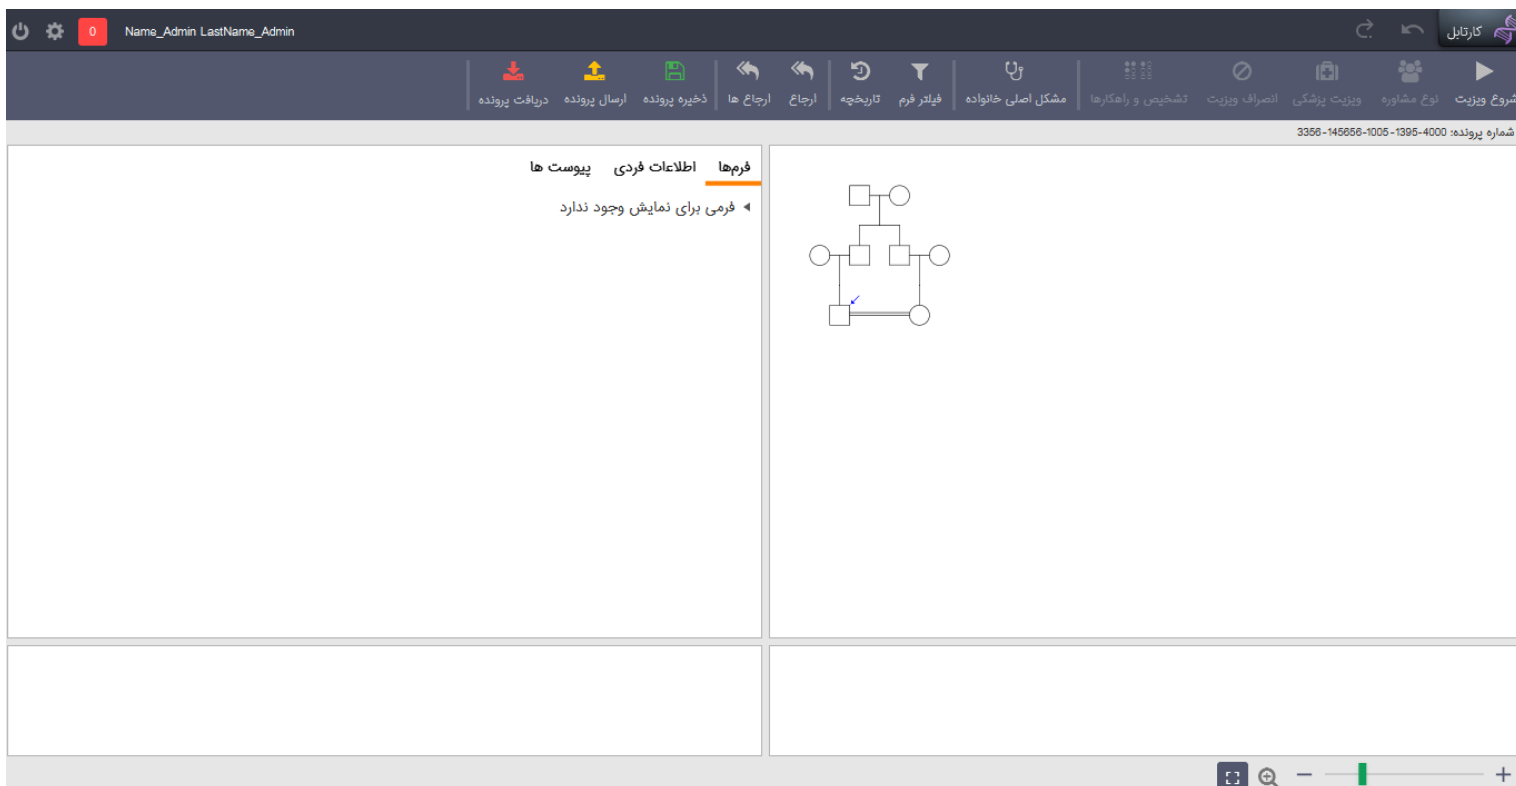 کارتابل
Name_Admin LastName_Admin
0
شروع ویزیت
نوع مشاوره
ویزیت پزشکی
انصراف ویزیت
تشخیص و راهکارها
مشکل اصلی خانواده
فیلتر فرم
تاریخچه
ارجاع
ارجاع ها
ذخیره پرونده
ارسال پرونده
دریافت پرونده
شماره پرونده: 4000-1395-1005-145656-3356
فرم‌ها اطلاعات فردی پیوست ها
فرمی برای نمایش وجود ندارد